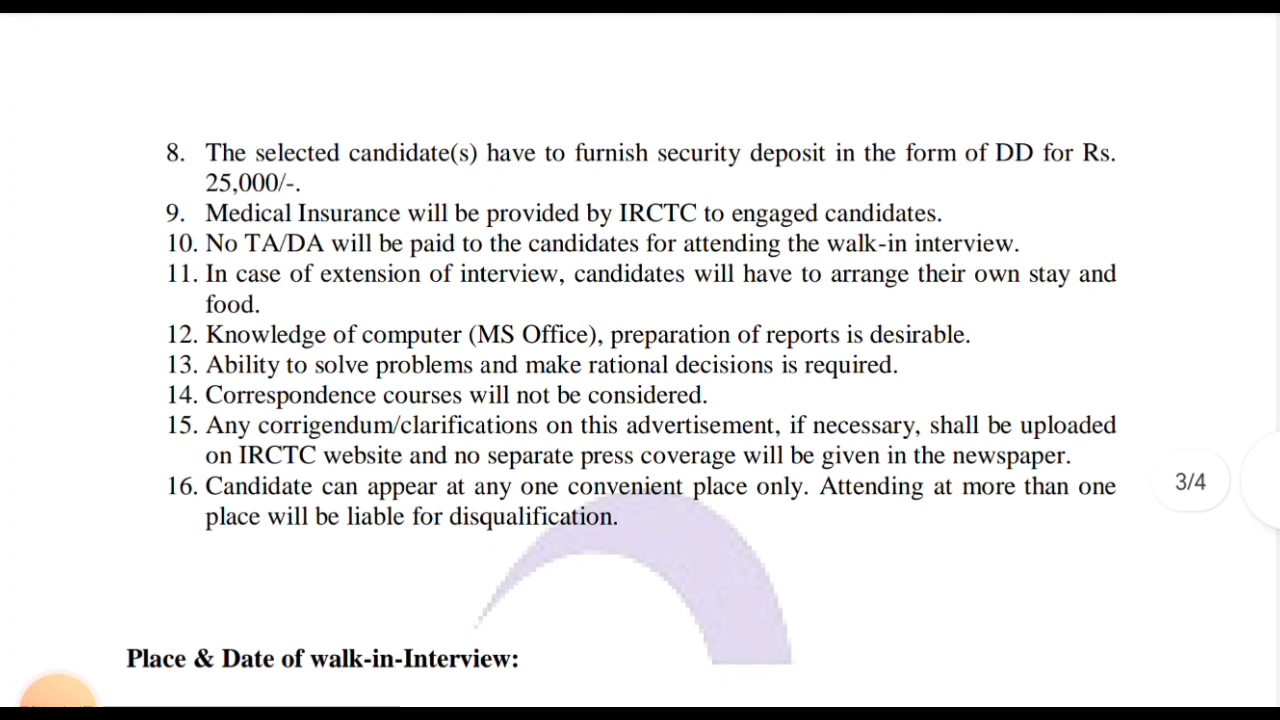 8. The selected candidate(s) have to furnish security deposit in the form of DD for Rs.
25,000/-.
9. Medical Insurance will be provided by IRCTC to engaged candidates.
10. No TA/DA will be paid to the candidates for attending the walk-in interview.
11. In case of extension of interview, candidates will have to arrange their own stay and
food.
12. Knowledge of computer (MS Office), preparation of reports is desirable.
13. Ability to solve problems and make rational decisions is required.
14. Correspondence courses will not be considered.
15. Any corrigendum/clarifications on this advertisement, if necessary, shall be uploaded
on IRCTC website and no separate press coverage will be given in the newspaper.
16. Candidate can appear at any one convenient place only. Attending at more than one
place will be liable for disqualification.
3/4
Place & Date of walk-in-Interview: